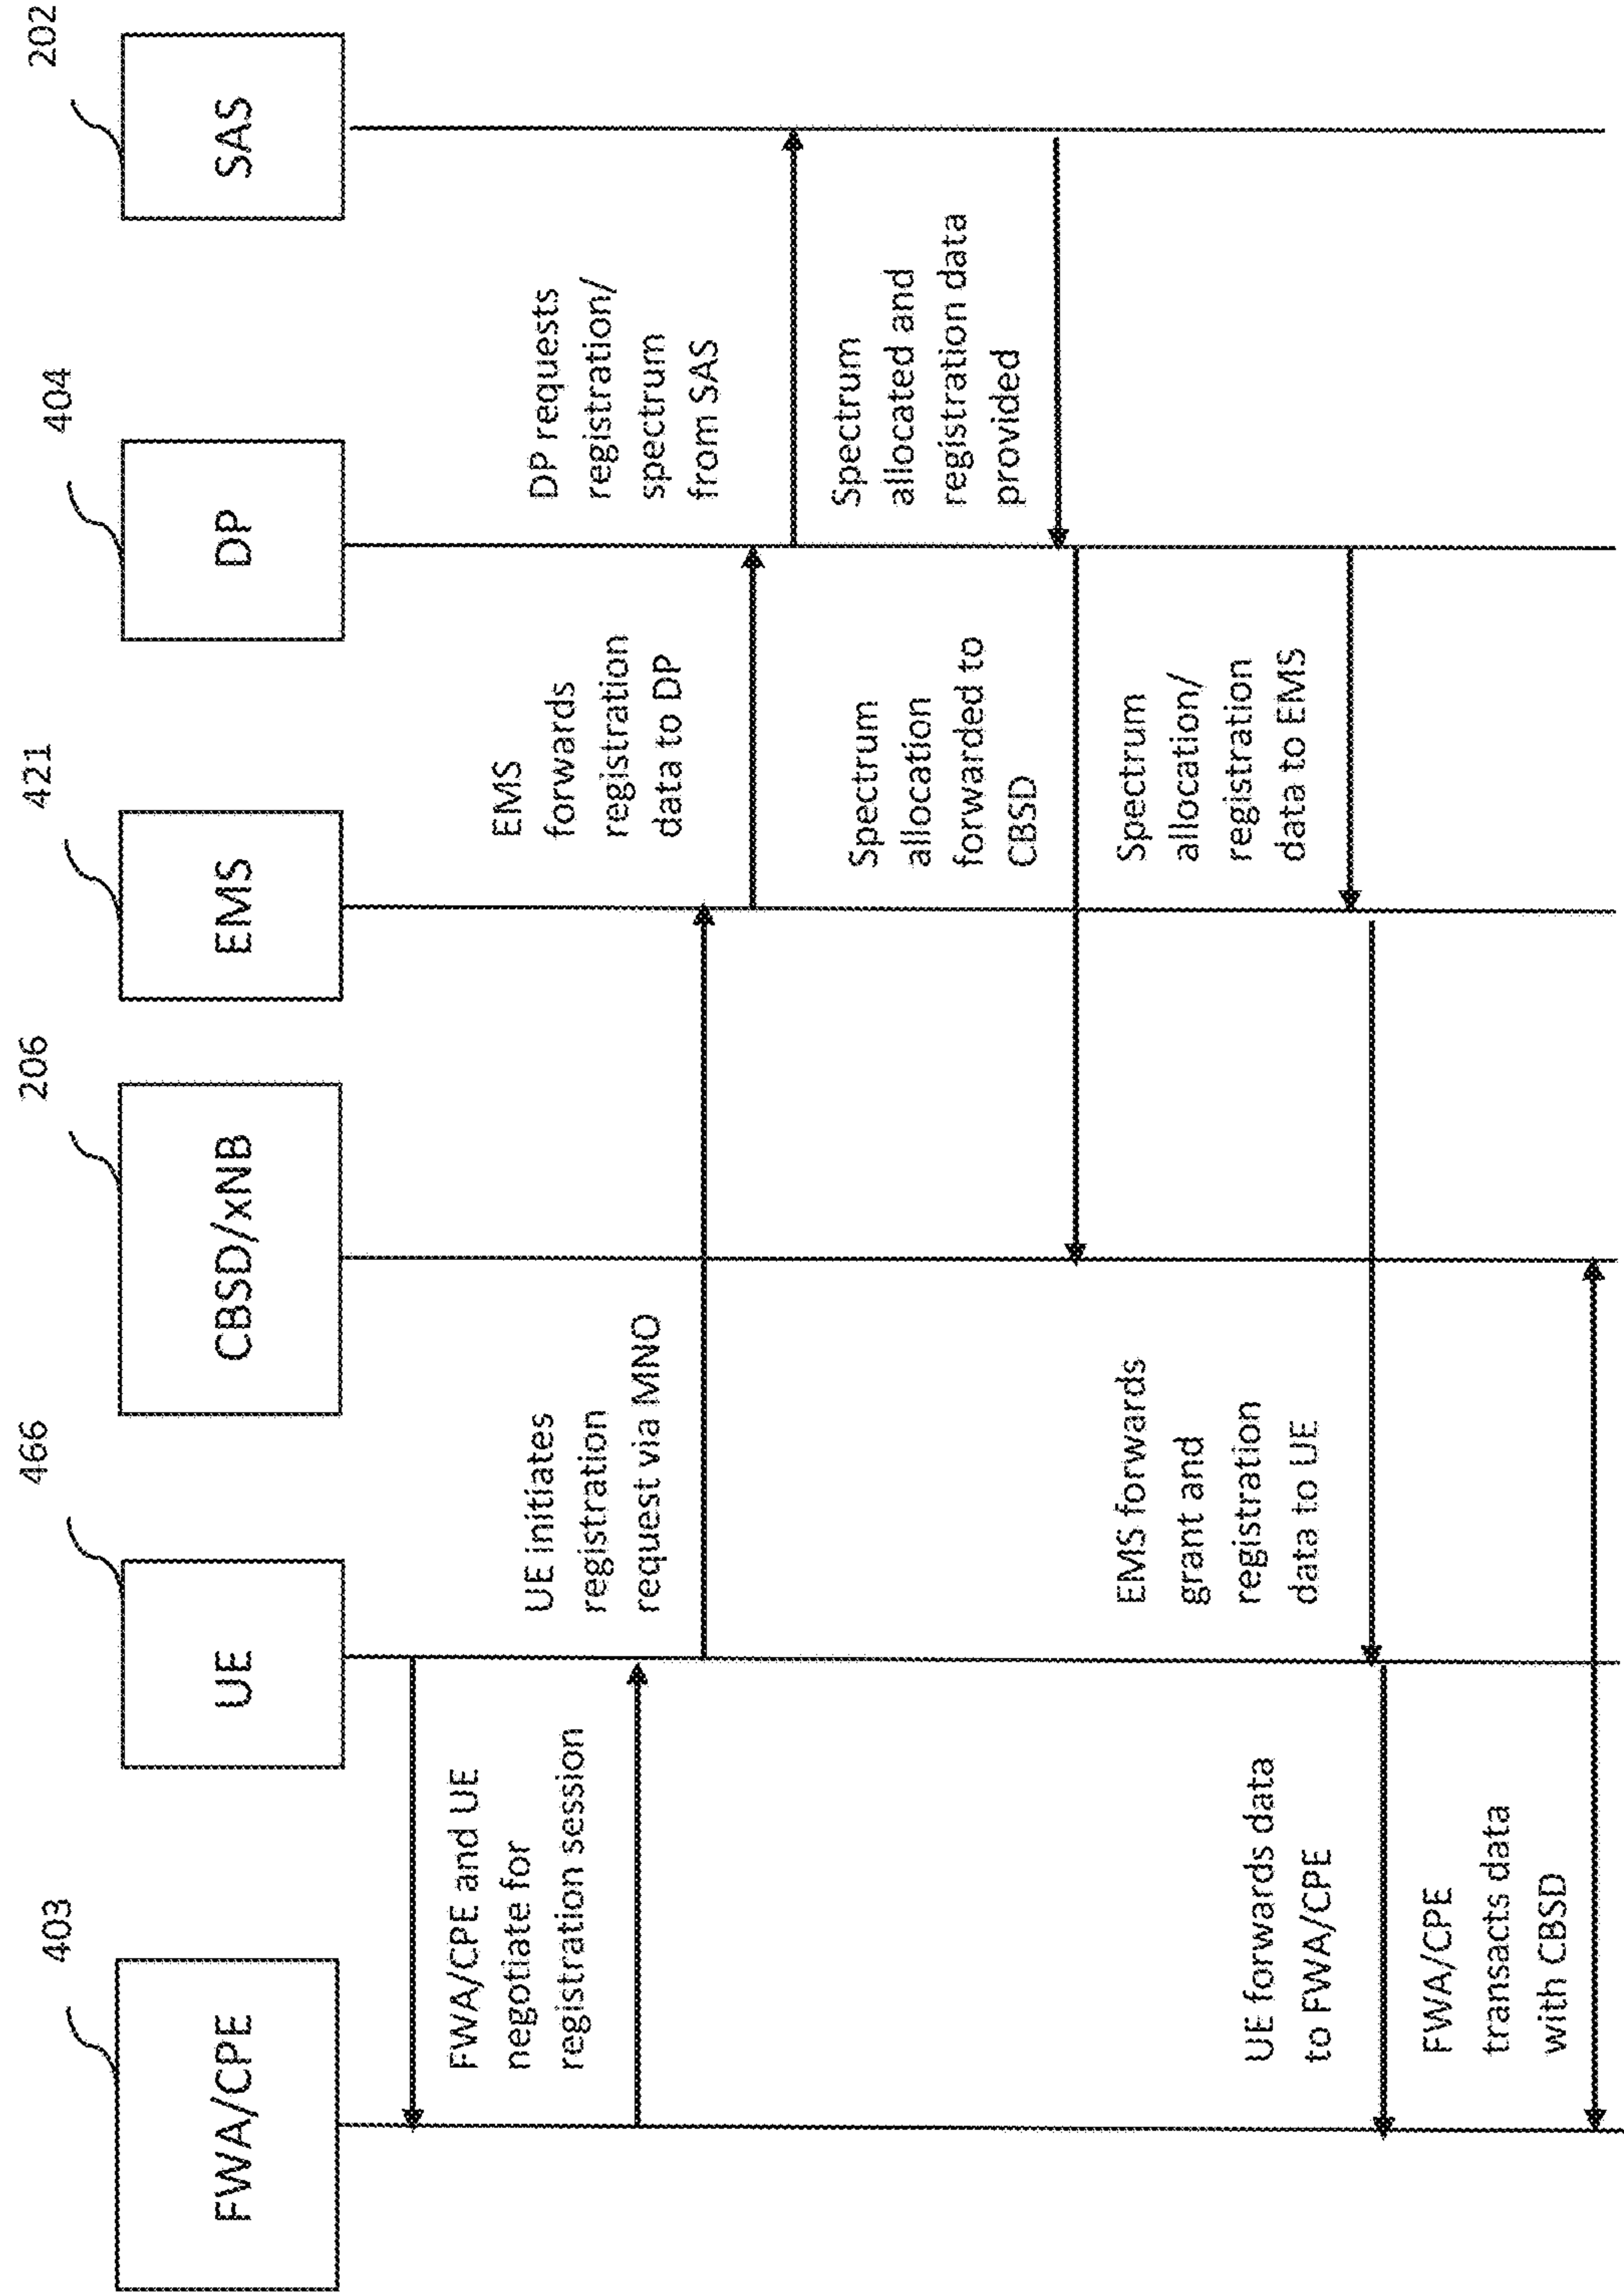 403
FWA/CPE
466
UE
206
CBSD/xNB
421
EMS
404
DP
202
SAS
FWA/CPE and UE
negotiate for
registration session
UE initiates
registration
request via MNO
EMS
forwards
registration
data to DP
DP requests
registration/
spectrum
from SAS
Spectrum
allocated and
registration data
provided
Spectrum
allocation
forwarded to
CBSD
Spectrum
allocation/
registration
data to EMS
EMS forwards
grant and
registration
data to UE
UE forwards data
to FWA/CPE
FWA/CPE
transacts data
with CBSD